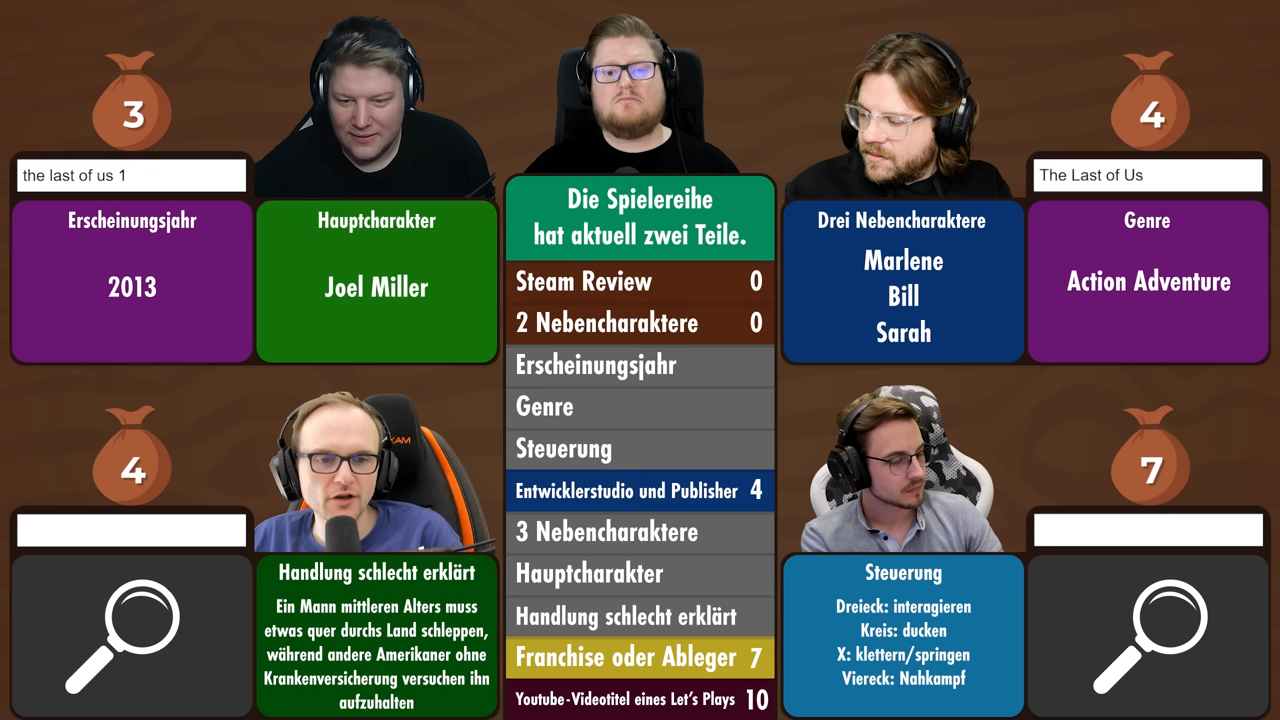 3
the last of us 1
Erscheinungsjahr
2013
Hauptcharakter
Joel Miller
Die Spielereihe
hat aktuell zwei Teile.
Steam Review 0
2 Nebencharaktere 0
Erscheinungsjahr
Genre
Steuerung
Entwicklerstudio und Publisher 4
3 Nebencharaktere
Hauptcharakter
Handlung schlecht erklärt
Franchise oder Ableger 7
Youtube-Videotitel eines Let's Plays 10
Drei Nebencharaktere
Marlene
Bill
Sarah
4
The Last of Us
Genre
Action Adventure
4
Handlung schlecht erklärt
Ein Mann mittleren Alters muss
etwas quer durchs Land schleppen,
während andere Amerikaner ohne
Krankenversicherung versuchen ihn
aufzuhalten
Steuerung
Dreieck: interagieren
Kreis: ducken
X: klettern/springen
Viereck: Nahkampf
7